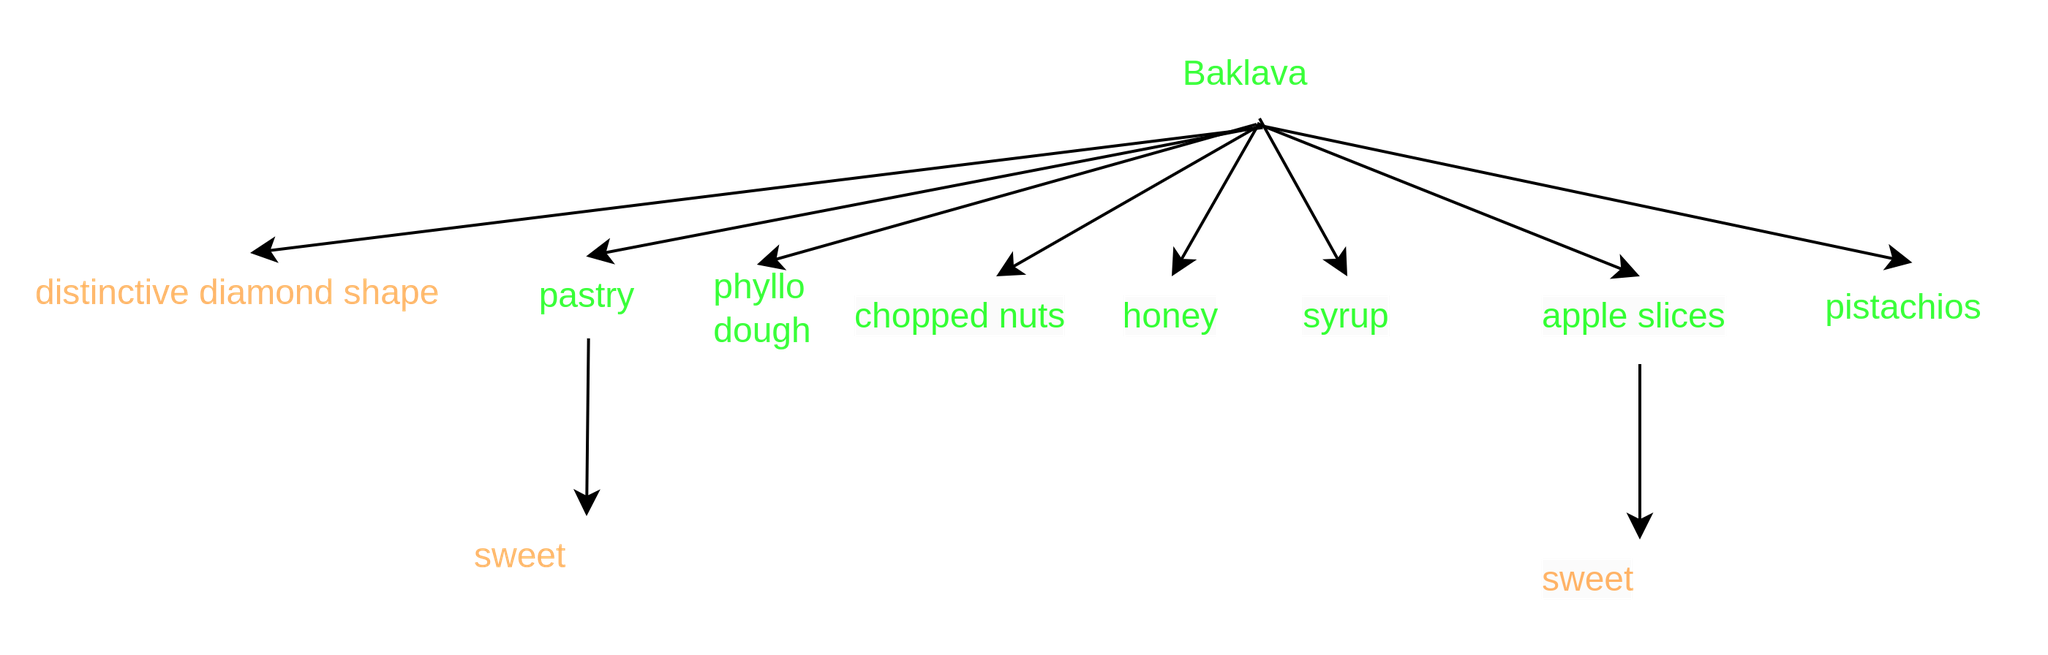 Baklava
distinctive diamond shape
pastry
phyllo
dough
chopped nuts
honey
syrup
apple slices
pistachios
sweet
sweet